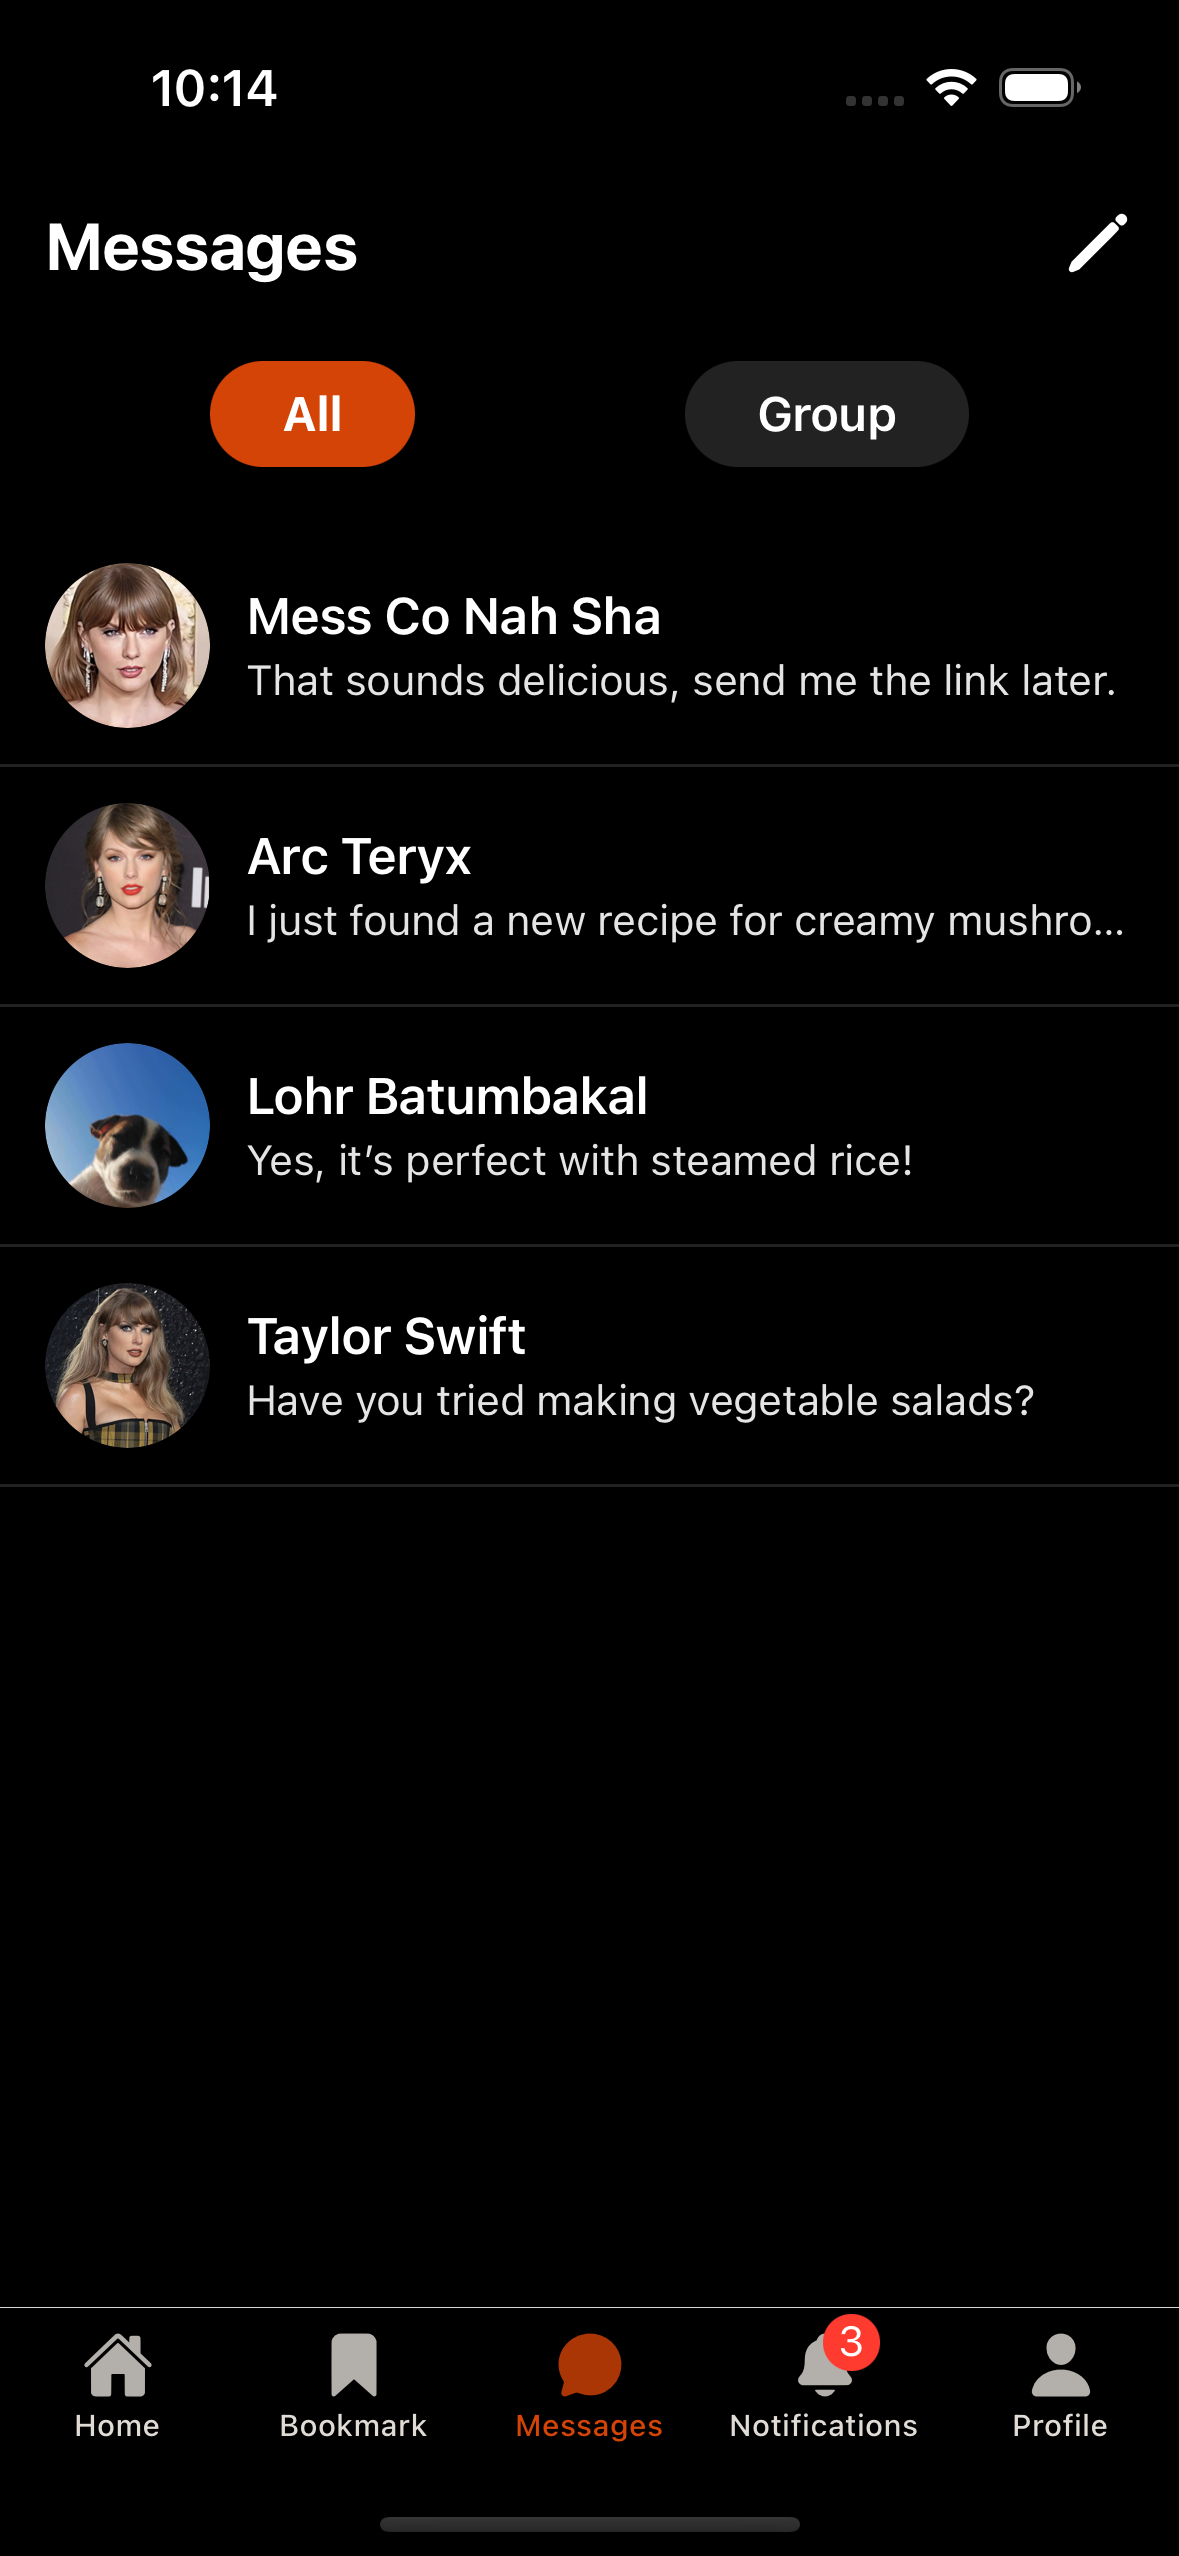 10:14
Messages
All
Group
Mess Co Nah Sha
That sounds delicious, send me the link later.
Arc Teryx
I just found a new recipe for creamy mushro...
Lohr Batumbakal
Yes, it’s perfect with steamed rice!
Taylor Swift
Have you tried making vegetable salads?
3
Home
Bookmark
Messages
Notifications
Profile